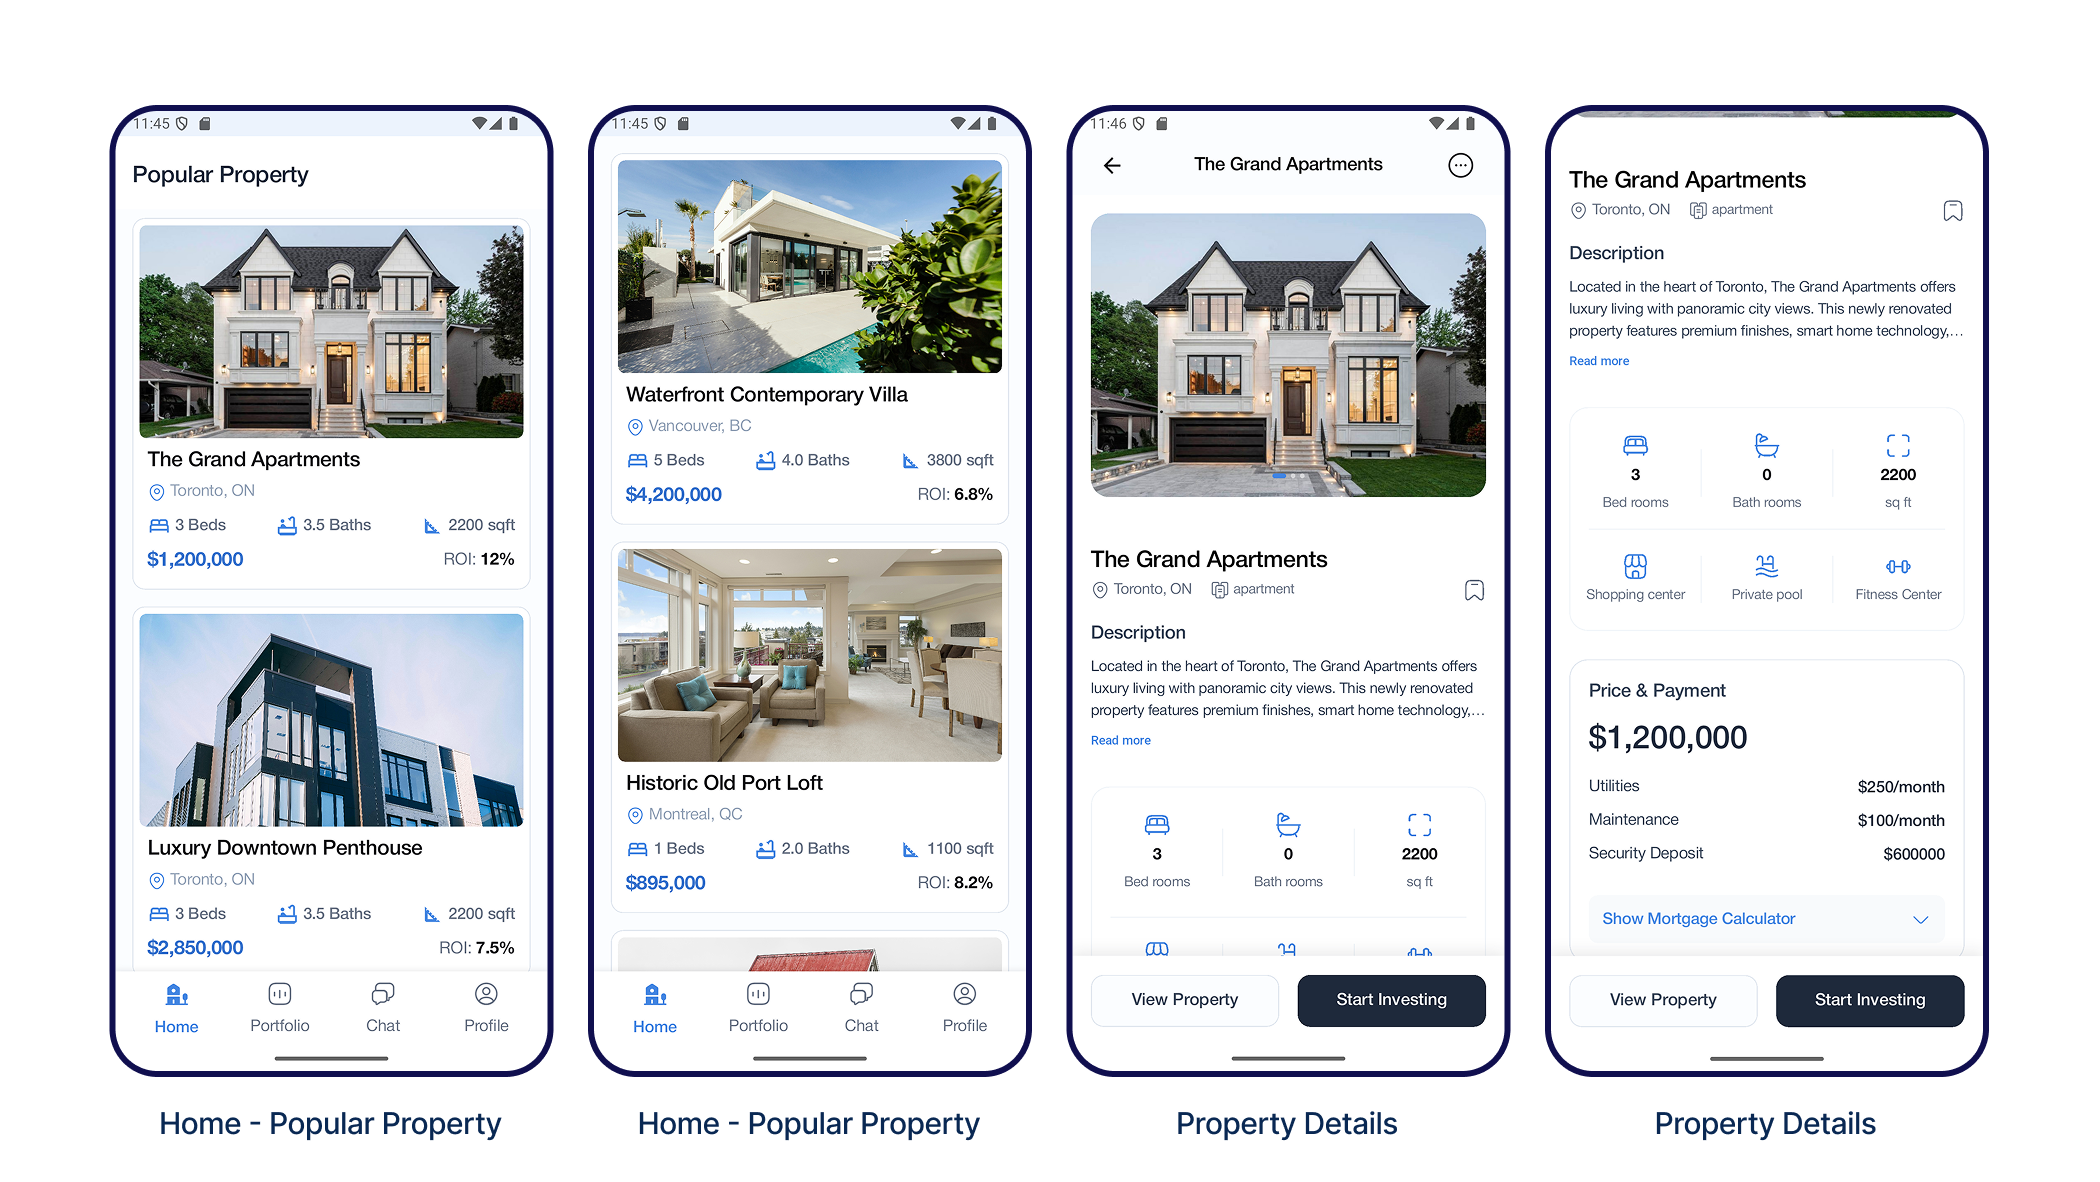 11:45
Popular Property
The Grand Apartments
Toronto, ON
3 Beds 3.5 Baths 2200 sqft
$1,200,000 ROI: 12%
Luxury Downtown Penthouse
Toronto, ON
3 Beds 3.5 Baths 2200 sqft
$2,850,000 ROI: 7.5%
Home Portfolio Chat Profile
Home - Popular Property
11:45
Waterfront Contemporary Villa
Vancouver, BC
5 Beds 4.0 Baths 3800 sqft
$4,200,000 ROI: 6.8%
Historic Old Port Loft
Montreal, QC
1 Beds 2.0 Baths 1100 sqft
$895,000 ROI: 8.2%
Home Portfolio Chat Profile
Home - Popular Property
11:46
The Grand Apartments
The Grand Apartments
Toronto, ON apartment
Description
Located in the heart of Toronto, The Grand Apartments offers
luxury living with panoramic city views. This newly renovated
property features premium finishes, smart home technology,...
Read more
3 0 2200
Bed rooms Bath rooms sq ft
View Property Start Investing
Property Details
The Grand Apartments
Toronto, ON apartment
Description
Located in the heart of Toronto, The Grand Apartments offers
luxury living with panoramic city views. This newly renovated
property features premium finishes, smart home technology,...
Read more
3 0 2200
Bed rooms Bath rooms sq ft
Shopping center Private pool Fitness Center
Price & Payment
$1,200,000
Utilities $250/month
Maintenance $100/month
Security Deposit $600000
Show Mortgage Calculator
View Property Start Investing
Property Details